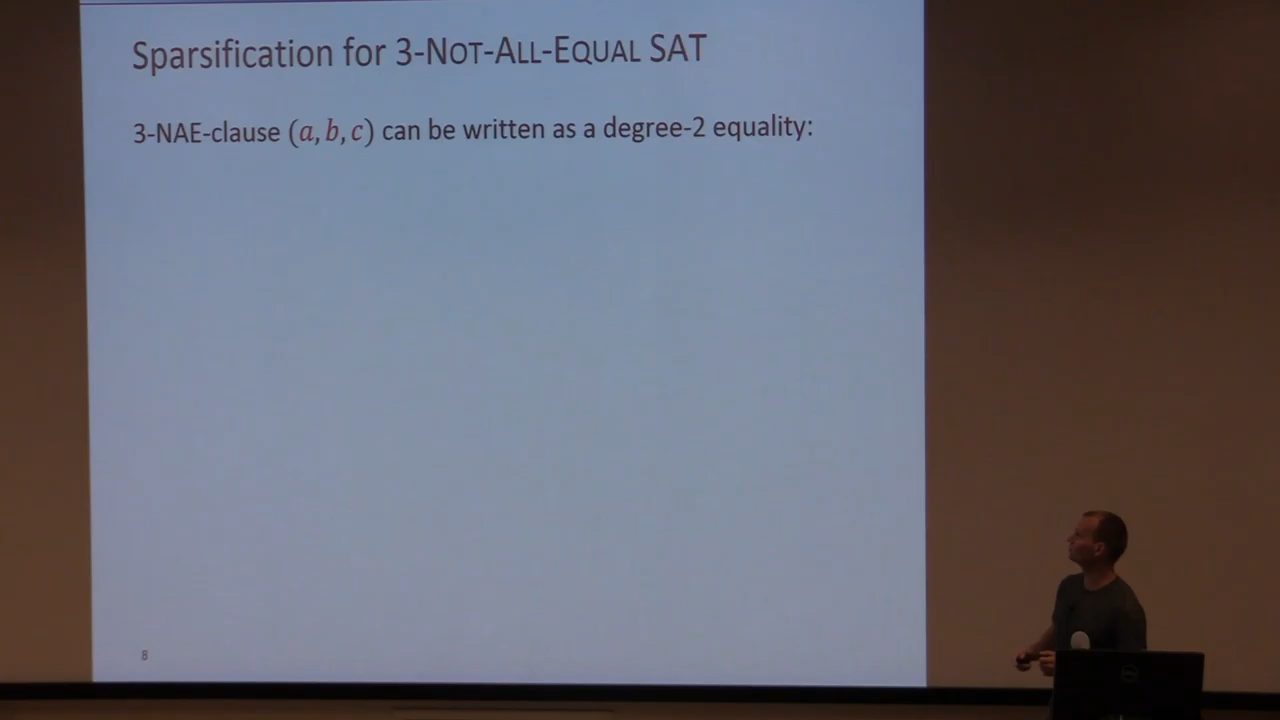 Sparsification for 3-NOT-ALL-EQUAL SAT
3-NAE-clause (a, b, c) can be written as a degree-2 equality:
8